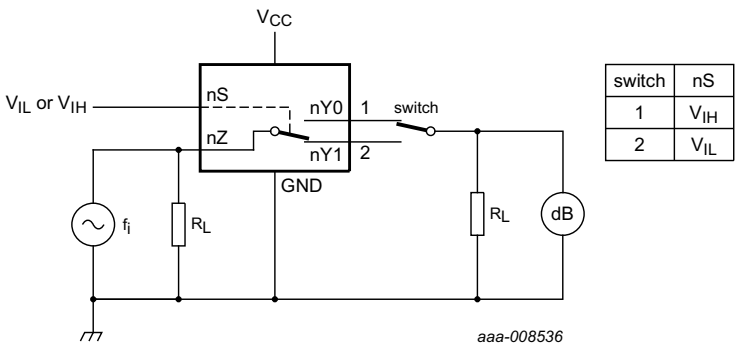 VCC
VIL or VIH
nS
nZ
nY0
nY1
1
2
switch
GND
fi
RL
RL
dB
switch nS
1 VIH
2 VIL
aaa-008536